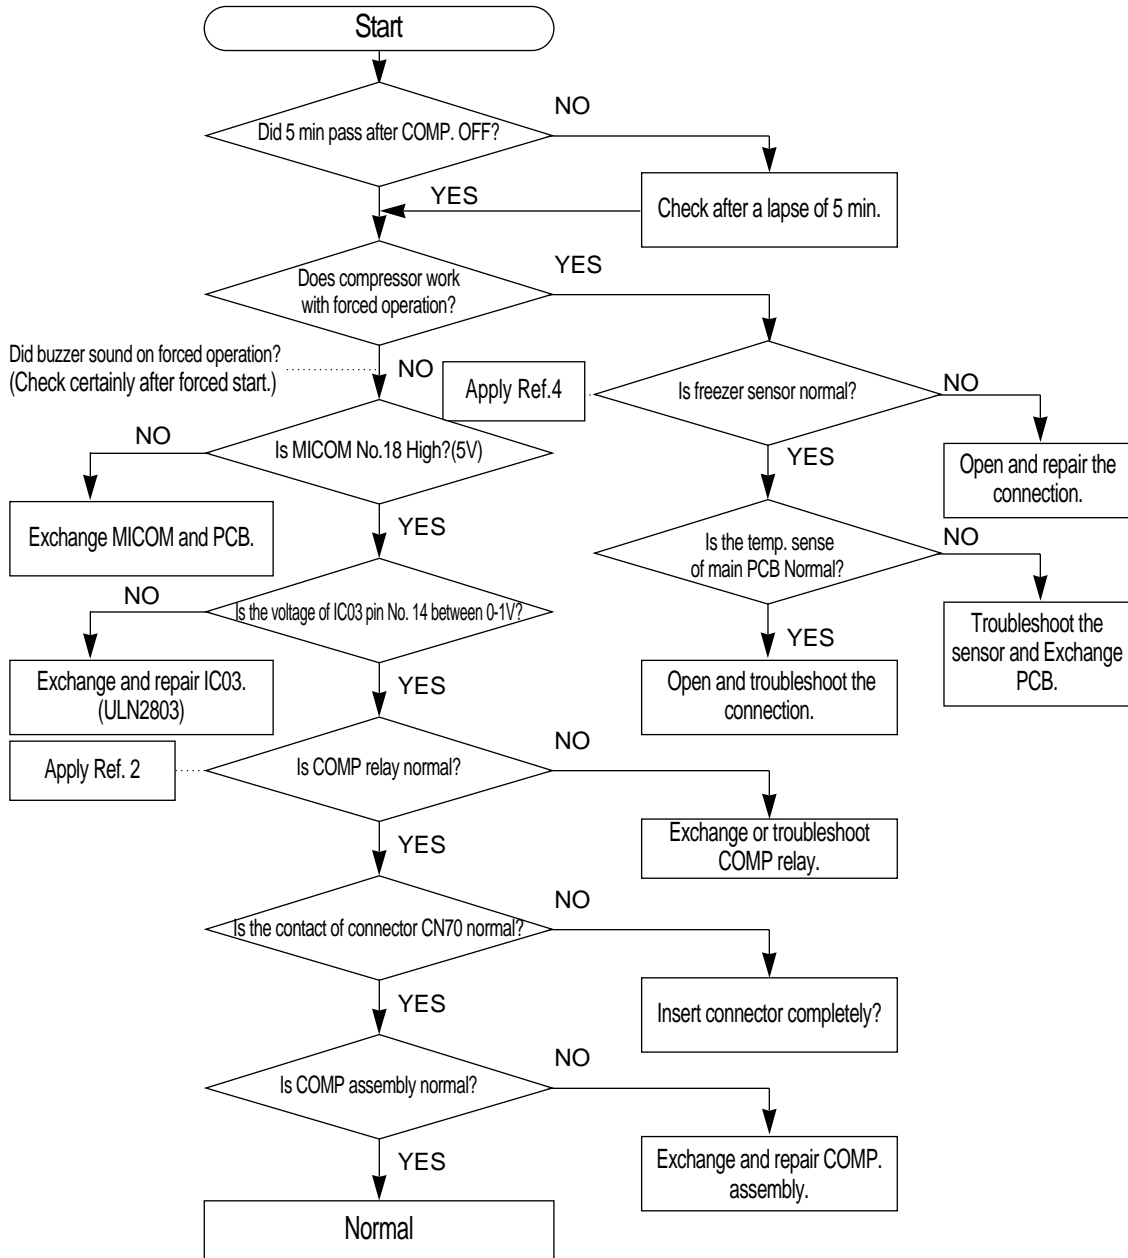 Start
Did 5 min pass after COMP. OFF?
NO
YES
Check after a lapse of 5 min.
Does compressor work
with forced operation?
YES
Did buzzer sound on forced operation?
(Check certainly after forced start.)
NO
Apply Ref.4
Is freezer sensor normal?
NO
Is MICOM No.18 High?(5V)
NO
YES
Open and repair the
connection.
Exchange MICOM and PCB.
YES
Is the temp. sense
of main PCB Normal?
NO
Is the voltage of IC03 pin No. 14 between 0-1V?
NO
YES
Troubleshoot the
sensor and Exchange
PCB.
Exchange and repair IC03.
(ULN2803)
YES
Open and troubleshoot the
connection.
Apply Ref. 2
Is COMP relay normal?
NO
YES
Exchange or troubleshoot
COMP relay.
Is the contact of connector CN70 normal?
NO
YES
Insert connector completely?
Is COMP assembly normal?
NO
YES
Exchange and repair COMP.
assembly.
Normal